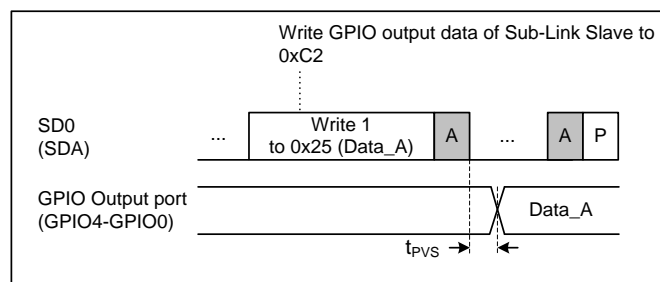 Write GPIO output data of Sub-Link Slave to
0xC2
SD0
(SDA)
...
Write 1
to 0x25 (Data_A)
A
...
A
P
GPIO Output port
(GPIO4-GPIO0)
Data_A
tPVS